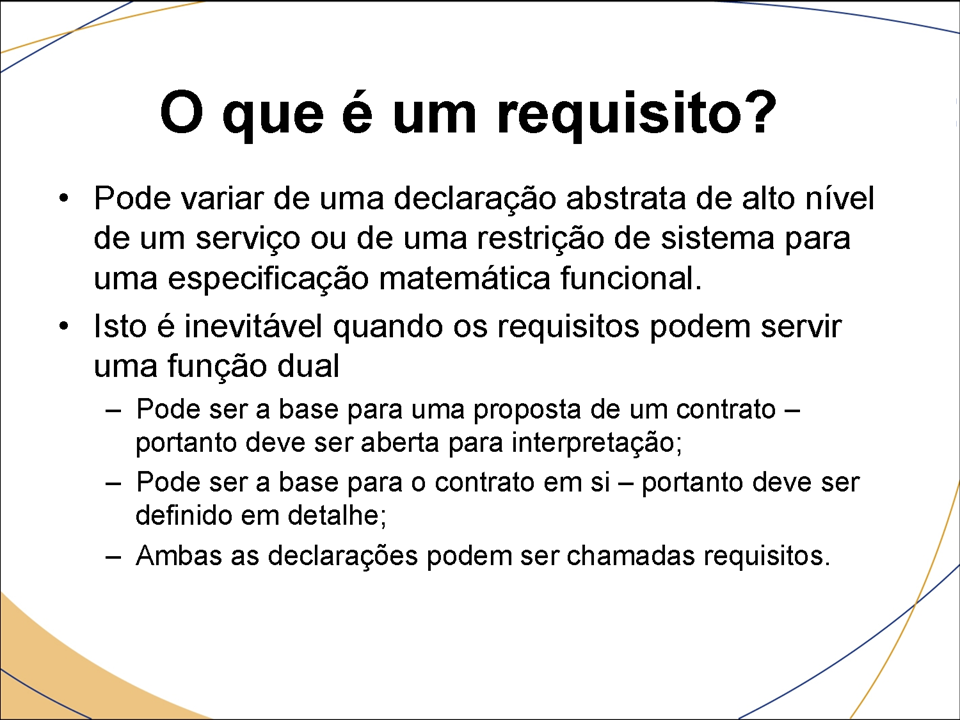 O que é um requisito?
• Pode variar de uma declaração abstrata de alto nível
de um serviço ou de uma restrição de sistema para
uma especificação matemática funcional.
• Isto é inevitável quando os requisitos podem servir
uma função dual
– Pode ser a base para uma proposta de um contrato –
portanto deve ser aberta para interpretação;
– Pode ser a base para o contrato em si – portanto deve ser
definido em detalhe;
– Ambas as declarações podem ser chamadas requisitos.